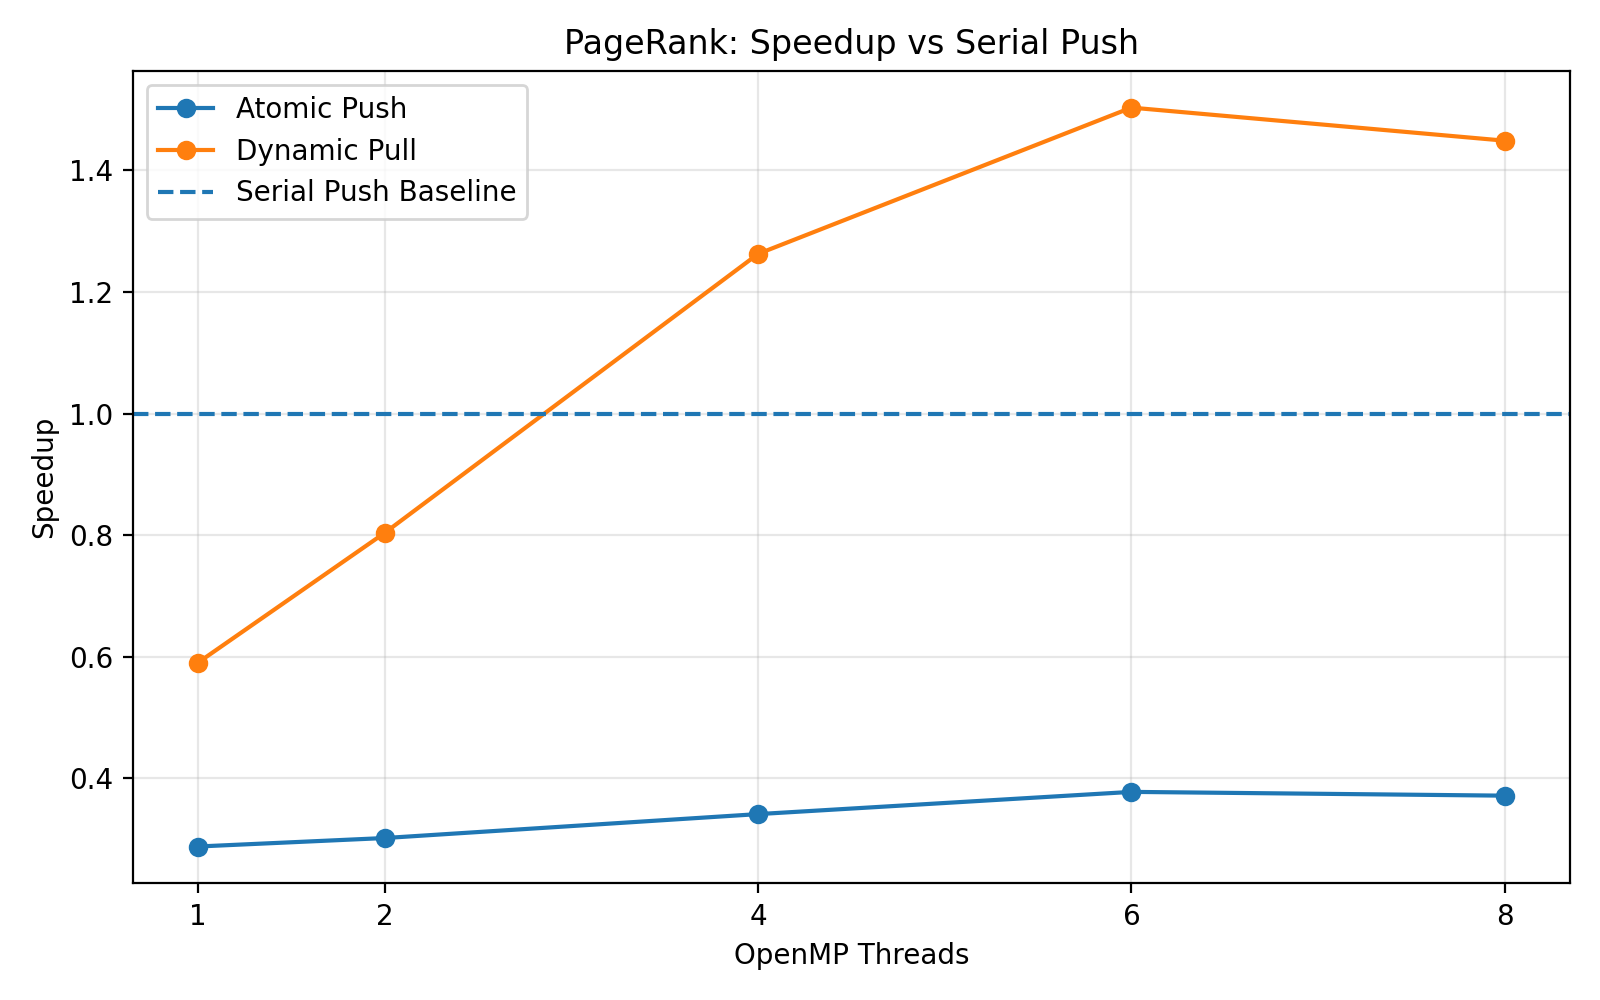 PageRank: Speedup vs Serial Push
Atomic Push
Dynamic Pull
Serial Push Baseline
1.4
1.2
1.0
0.8
0.6
0.4
Speedup
1 2 4 6 8
OpenMP Threads